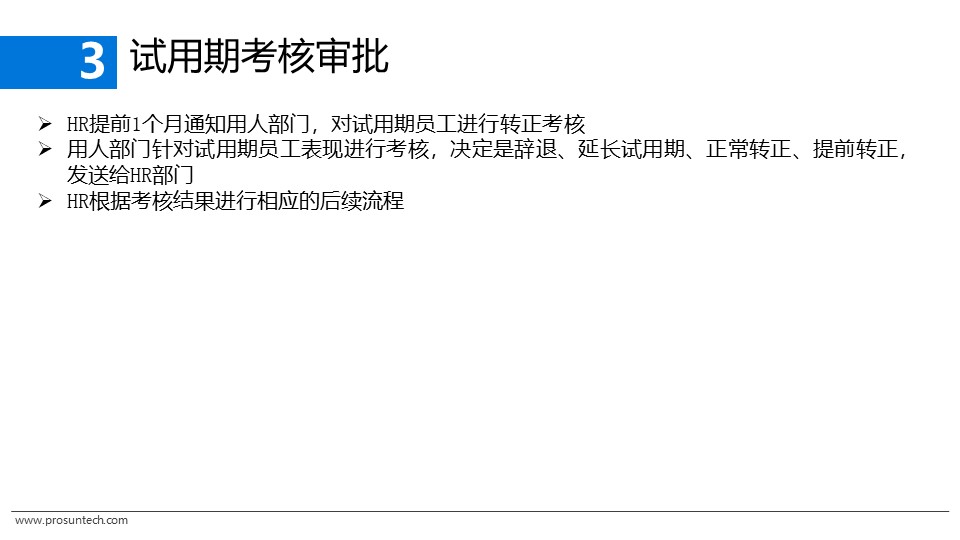 3
试用期考核审批
➢ HR提前1个月通知用人部门，对试用期员工进行转正考核
➢ 用人部门针对试用期员工表现进行考核，决定是辞退、延长试用期、正常转正、提前转正，
发送给HR部门
➢ HR根据考核结果进行相应的后续流程
www.prosuntech.com